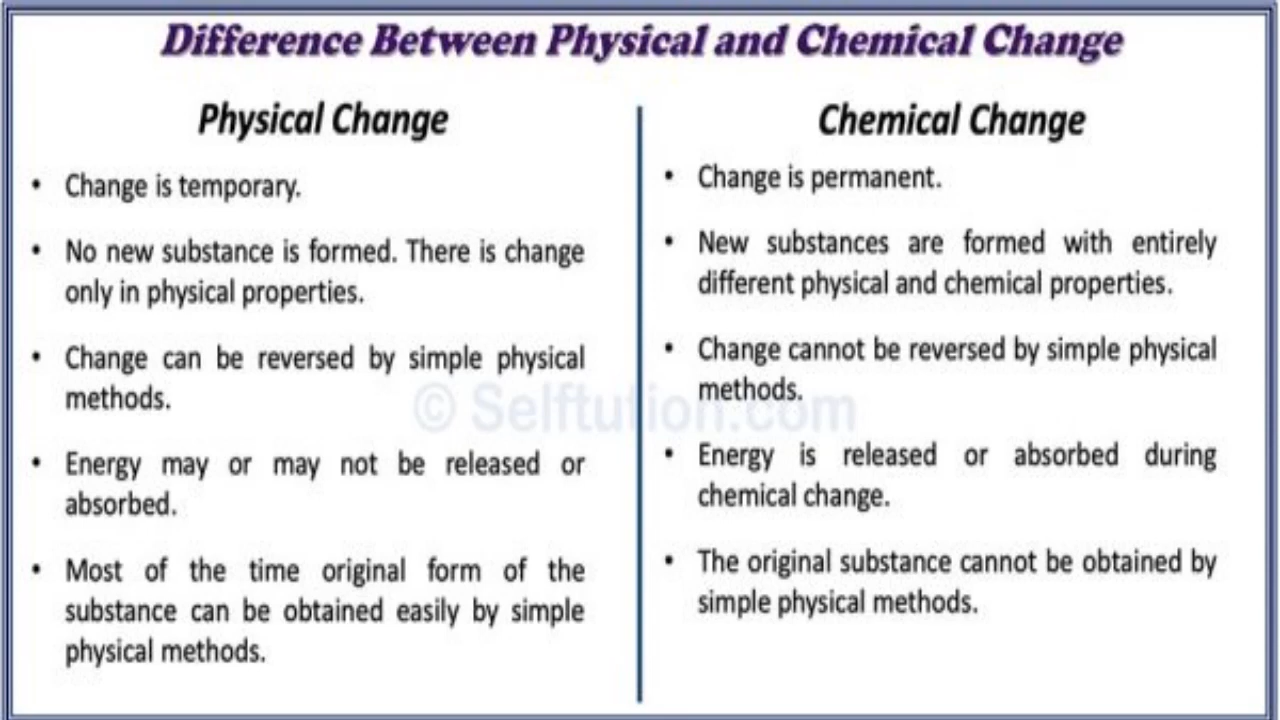 Difference Between Physical and Chemical Change
Physical Change
• Change is temporary.
• No new substance is formed. There is change
only in physical properties.
• Change can be reversed by simple physical
methods.
• Energy may or may not be released or
absorbed.
• Most of the time original form of the
substance can be obtained easily by simple
physical methods.
Chemical Change
• Change is permanent.
• New substances are formed with entirely
different physical and chemical properties.
• Change cannot be reversed by simple physical
methods.
• Energy is released or absorbed during
chemical change.
• The original substance cannot be obtained by
simple physical methods.
© Selftution.com